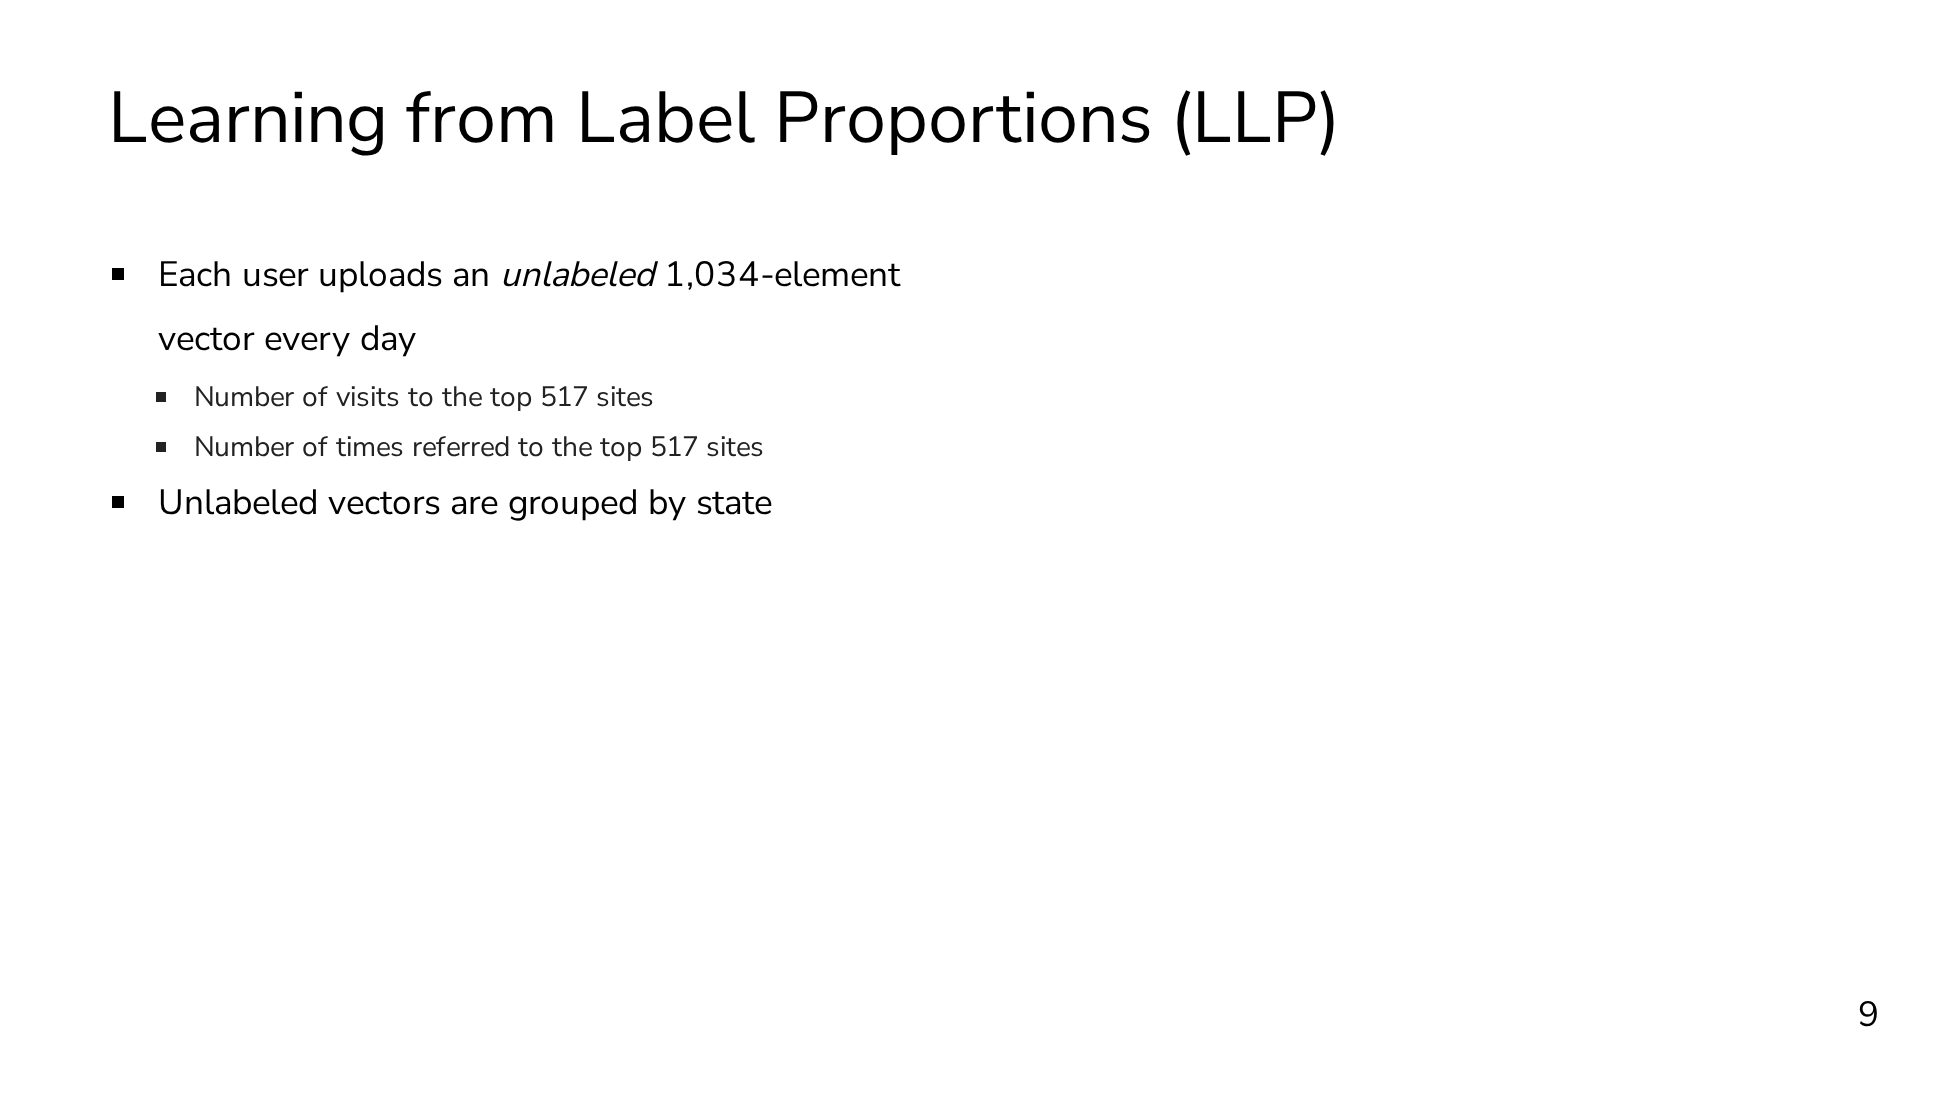 Learning from Label Proportions (LLP)
▪ Each user uploads an unlabeled 1,034-element
vector every day
▪ Number of visits to the top 517 sites
▪ Number of times referred to the top 517 sites
▪ Unlabeled vectors are grouped by state
9